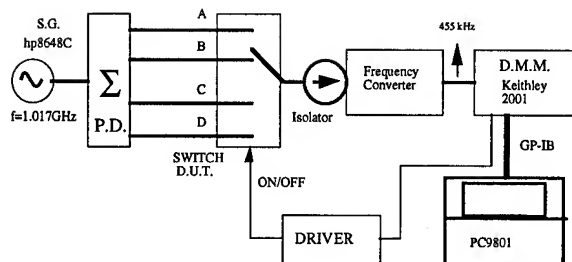 S.G.
hp8648C
f=1.017GHz
Σ
P.D.
A
B
C
D
SWITCH
D.U.T.
ON/OFF
Isolator
Frequency
Converter
455 kHz
D.M.M.
Keithley
2001
GP-IB
DRIVER
PC9801